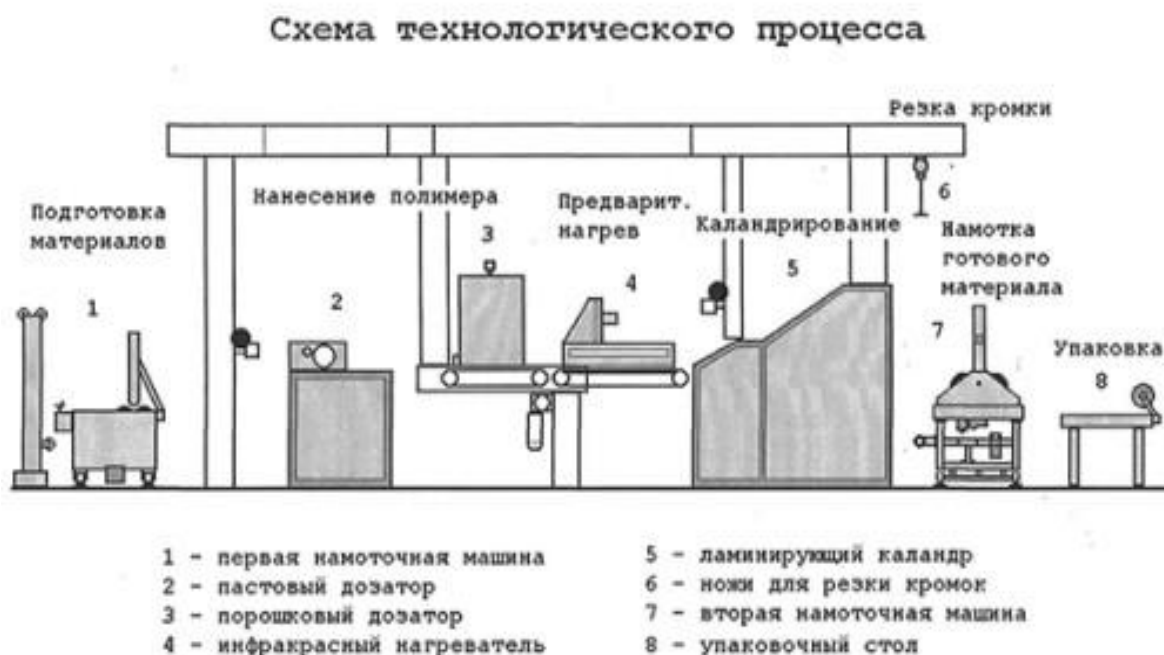 Схема технологического процесса
Резка кромки
6
Нанесение полимера
Предварит.
нагрев
Подготовка
материалов
Каландрирование
Намотка
готового
материала
3
5
4
1
2
7
Упаковка
8
1 - первая намоточная машина
2 - пастовый дозатор
3 - порошковый дозатор
4 - инфракрасный нагреватель
5 - ламинирующий каландр
6 - ножи для резки кромок
7 - вторая намоточная машина
8 - упаковочный стол